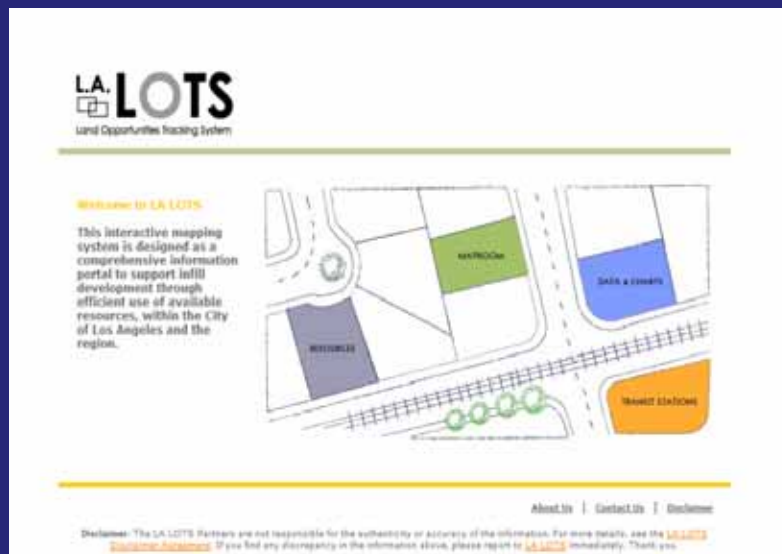 L.A.
LOTS
Land Opportunities Tracking System
Welcome to LA LOTS
This interactive mapping
system is designed as a
comprehensive information
portal to support infill
development through
efficient use of available
resources, within the City
of Los Angeles and the
region.
MAPROOM
DATA & CHARTS
RESOURCES
TRANSIT STATIONS
About Us | Contact Us | Disclaimer
Disclaimer: The LA LOTS Partners are not responsible for the authenticity or accuracy of the information. For more details, see the LA LOTS
Disclaimer Agreement. If you find any discrepancy in the information above, please report to LA LOTS immediately. Thank you.